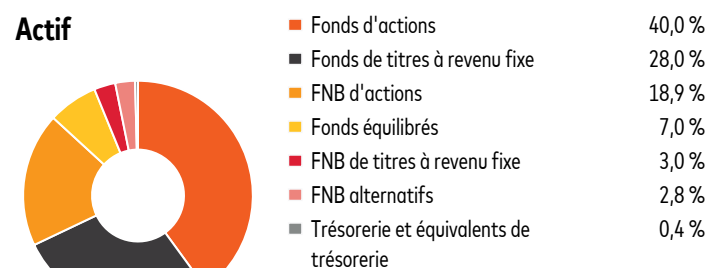 Actif
Fonds d'actions 40,0 %
Fonds de titres à revenu fixe 28,0 %
FNB d'actions 18,9 %
Fonds équilibrés 7,0 %
FNB de titres à revenu fixe 3,0 %
FNB alternatifs 2,8 %
Trésorerie et équivalents de 0,4 %
trésorerie